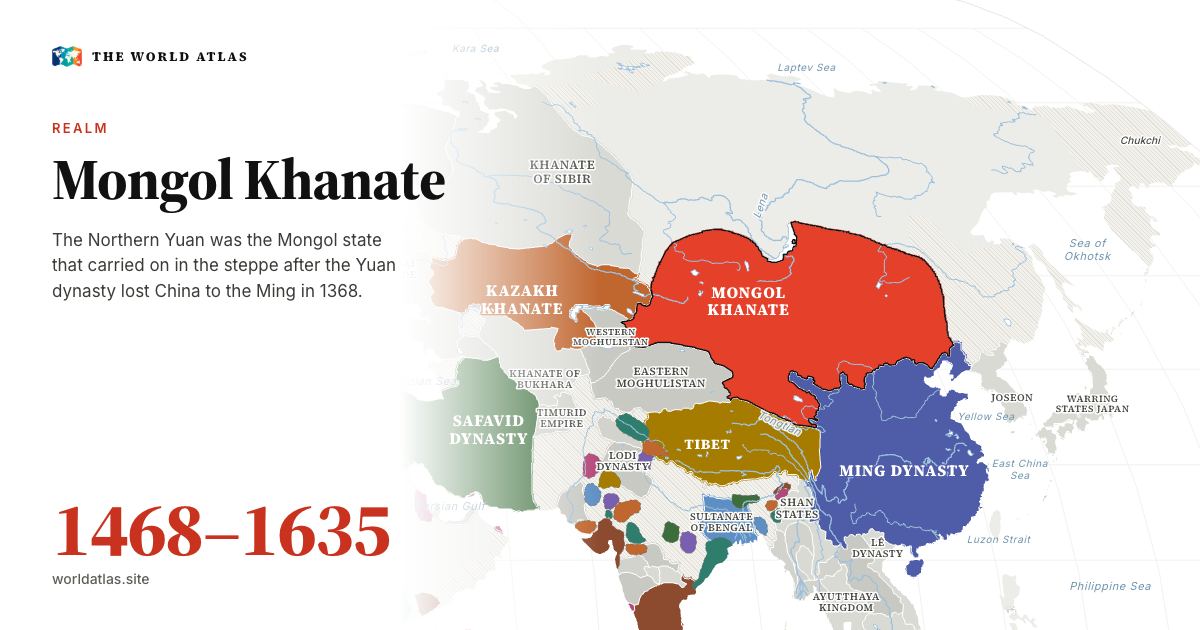 THE WORLD ATLAS
REALM
Mongol Khanate
The Northern Yuan was the Mongol state
that carried on in the steppe after the Yuan
dynasty lost China to the Ming in 1368.
1468–1635
worldatlas.site
Kara Sea
Laptev Sea
Chukchi
KHANATE
OF SIBIR
Lena
Sea of
Okhotsk
KAZAKH
KHANATE
MONGOL
KHANATE
WESTERN
MOGHULISTAN
EASTERN
MOGHULISTAN
KHANATE OF
BUKHARA
JOSEON
WARRING
STATES JAPAN
TIMURID
EMPIRE
SAFAVID
DYNASTY
Tongtian
Yellow Sea
TIBET
LODI
DYNASTY
MING DYNASTY
East China
Sea
SHAN
STATES
SULTANATE
OF BENGAL
LÊ
DYNASTY
Luzon Strait
AYUTTHAYA
KINGDOM
Philippine Sea